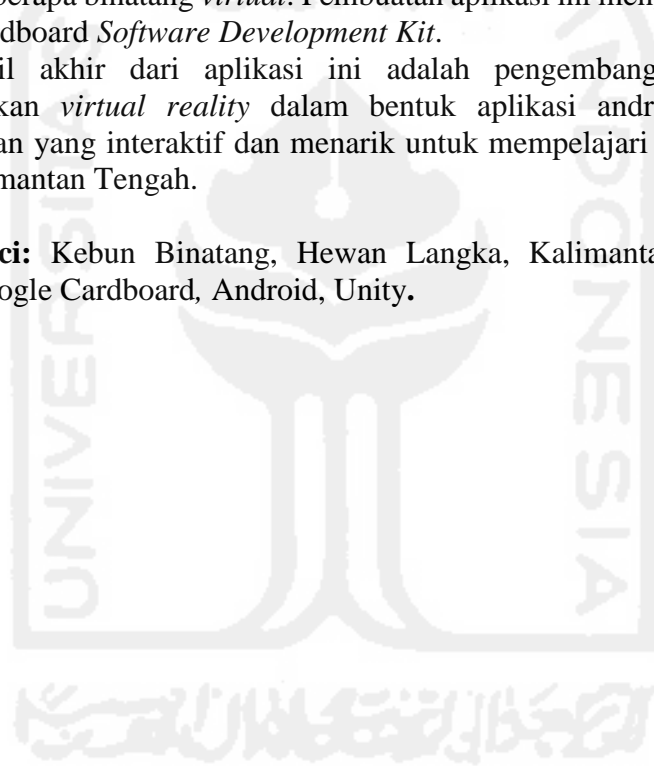 erapa binatang virtual. Pembuatan aplikasi ini men
dboard Software Development Kit.
il akhir dari aplikasi ini adalah pengembang
kan virtual reality dalam bentuk aplikasi andr
an yang interaktif dan menarik untuk mempelajari
mantan Tengah.
ci: Kebun Binatang, Hewan Langka, Kalimanta
ogle Cardboard, Android, Unity.
INDONESIA